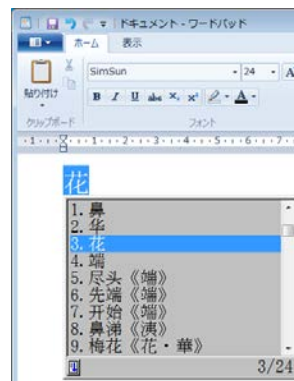 ドキュメント - ワードパッド
ホーム 表示
貼り付け
SimSun 24 A
B I U abc X₂ X² A
クリップボード フォント
1 1 2 3 4 5 6 7
花
1. 鼻
2. 华
3. 花
4. 端
5. 尽头《端》
6. 先端《端》
7. 开始《端》
8. 鼻涕《洟》
9. 梅花《花・華》
3/24